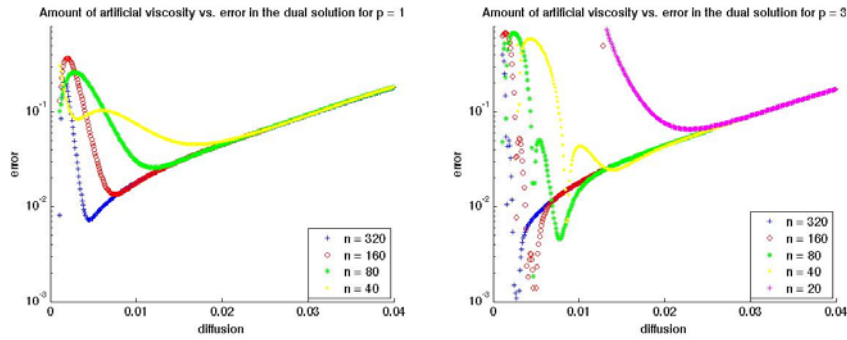 Amount of artificial viscosity vs. error in the dual solution for p = 1
error
10^-1
10^-2
10^-3
0
0.01
0.02
0.03
0.04
diffusion
n = 320
n = 160
n = 80
n = 40
Amount of artificial viscosity vs. error in the dual solution for p = 3
error
10^-1
10^-2
10^-3
0
0.01
0.02
0.03
0.04
diffusion
n = 320
n = 160
n = 80
n = 40
n = 20